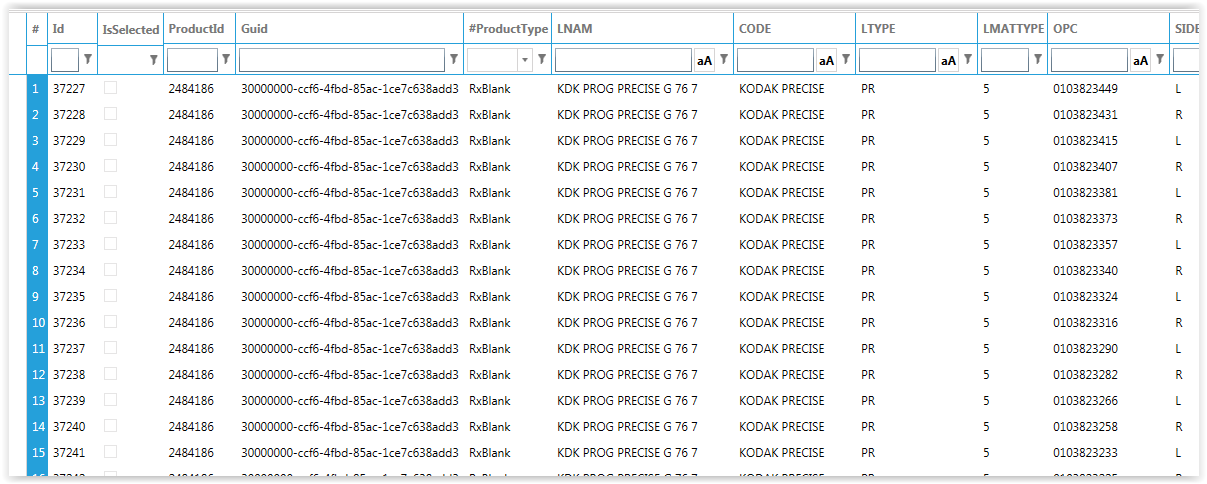 # Id IsSelected ProductId Guid #ProductType LNAM CODE LTYPE LMATTYPE OPC SIDE
aA aA aA aA
1 37227 2484186 30000000-ccf6-4fbd-85ac-1ce7c638add3 RxBlank KDK PROG PRECISE G 76 7 KODAK PRECISE PR 5 0103823449 L
2 37228 2484186 30000000-ccf6-4fbd-85ac-1ce7c638add3 RxBlank KDK PROG PRECISE G 76 7 KODAK PRECISE PR 5 0103823431 R
3 37229 2484186 30000000-ccf6-4fbd-85ac-1ce7c638add3 RxBlank KDK PROG PRECISE G 76 7 KODAK PRECISE PR 5 0103823415 L
4 37230 2484186 30000000-ccf6-4fbd-85ac-1ce7c638add3 RxBlank KDK PROG PRECISE G 76 7 KODAK PRECISE PR 5 0103823407 R
5 37231 2484186 30000000-ccf6-4fbd-85ac-1ce7c638add3 RxBlank KDK PROG PRECISE G 76 7 KODAK PRECISE PR 5 0103823381 L
6 37232 2484186 30000000-ccf6-4fbd-85ac-1ce7c638add3 RxBlank KDK PROG PRECISE G 76 7 KODAK PRECISE PR 5 0103823373 R
7 37233 2484186 30000000-ccf6-4fbd-85ac-1ce7c638add3 RxBlank KDK PROG PRECISE G 76 7 KODAK PRECISE PR 5 0103823357 L
8 37234 2484186 30000000-ccf6-4fbd-85ac-1ce7c638add3 RxBlank KDK PROG PRECISE G 76 7 KODAK PRECISE PR 5 0103823340 R
9 37235 2484186 30000000-ccf6-4fbd-85ac-1ce7c638add3 RxBlank KDK PROG PRECISE G 76 7 KODAK PRECISE PR 5 0103823324 L
10 37236 2484186 30000000-ccf6-4fbd-85ac-1ce7c638add3 RxBlank KDK PROG PRECISE G 76 7 KODAK PRECISE PR 5 0103823316 R
11 37237 2484186 30000000-ccf6-4fbd-85ac-1ce7c638add3 RxBlank KDK PROG PRECISE G 76 7 KODAK PRECISE PR 5 0103823290 L
12 37238 2484186 30000000-ccf6-4fbd-85ac-1ce7c638add3 RxBlank KDK PROG PRECISE G 76 7 KODAK PRECISE PR 5 0103823282 R
13 37239 2484186 30000000-ccf6-4fbd-85ac-1ce7c638add3 RxBlank KDK PROG PRECISE G 76 7 KODAK PRECISE PR 5 0103823266 L
14 37240 2484186 30000000-ccf6-4fbd-85ac-1ce7c638add3 RxBlank KDK PROG PRECISE G 76 7 KODAK PRECISE PR 5 0103823258 R
15 37241 2484186 30000000-ccf6-4fbd-85ac-1ce7c638add3 RxBlank KDK PROG PRECISE G 76 7 KODAK PRECISE PR 5 0103823233 L